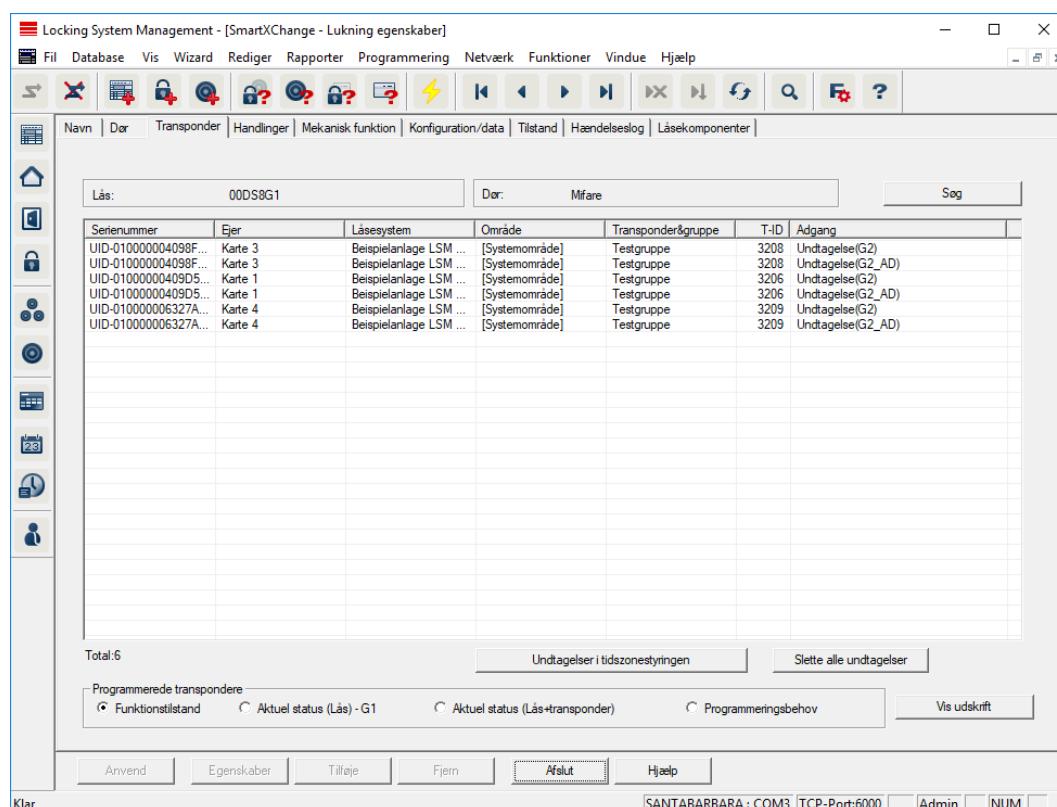 Locking System Management - [SmartXChange - Lukning egenskaber]
Fil Database Vis Wizard Rediger Rapporter Programmering Netværk Funktioner Vindue Hjælp
Navn Dør Transponder Handlinger Mekanisk funktion Konfiguration/data Tilstand Hændelseslog Låsekomponenter
Lås: 00DS8G1 Dør: Mifare Søg
Serienummer Ejer Låsesystem Område Transponder&gruppe T-ID Adgang
UID-010000004098F... Karte 3 Beispielanlage LSM ... [Systemområde] Testgruppe 3208 Undtagelse(G2)
UID-010000004098F... Karte 3 Beispielanlage LSM ... [Systemområde] Testgruppe 3208 Undtagelse(G2_AD)
UID-01000000409D5... Karte 1 Beispielanlage LSM ... [Systemområde] Testgruppe 3206 Undtagelse(G2)
UID-01000000409D5... Karte 1 Beispielanlage LSM ... [Systemområde] Testgruppe 3206 Undtagelse(G2_AD)
UID-010000006327A... Karte 4 Beispielanlage LSM ... [Systemområde] Testgruppe 3209 Undtagelse(G2)
UID-010000006327A... Karte 4 Beispielanlage LSM ... [Systemområde] Testgruppe 3209 Undtagelse(G2_AD)
Total:6
Undtagelser i tidszonestyringen Slette alle undtagelser
Programmerede transpondere
Funktionstilstand Aktuel status (Lås) - G1 Aktuel status (Lås+transponder) Programmeringsbehov Vis udskrift
Anvend Egenskaber Tilføje Fjern Afslut Hjælp
Klar SANTABARBARA : COM3 TCP-Port:6000 Admin NUM